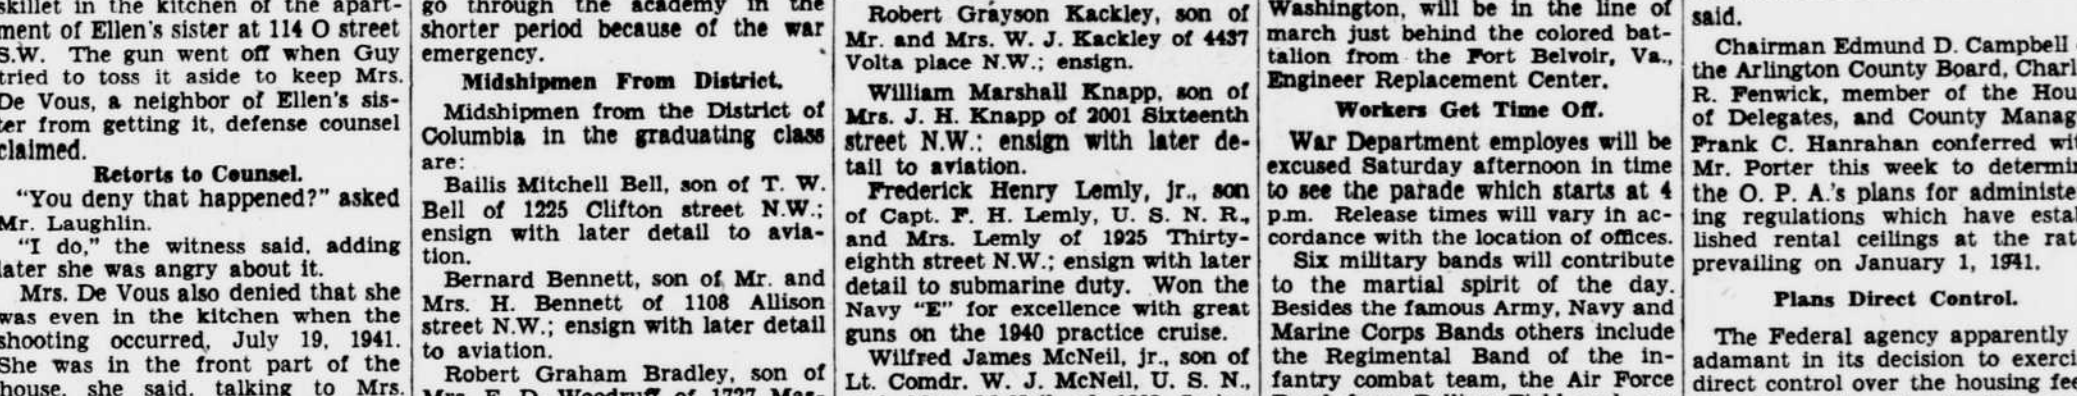 skillet in the kitchen of the apart-
ment of Ellen's sister at 114 O street
S.W. The gun went off when Guy
tried to toss it aside to keep Mrs.
De Vous, a neighbor of Ellen's sis-
ter from getting it, defense counsel
claimed.
Retorts to Counsel.
"You deny that happened?" asked
Mr. Laughlin.
"I do," the witness said, adding
later she was angry about it.
Mrs. De Vous also denied that she
was even in the kitchen when the
shooting occurred, July 19, 1941.
She was in the front part of the
house, she said, talking to Mrs.
go through the academy in the
shorter period because of the war
emergency.
Midshipmen From District.
Midshipmen from the District of
Columbia in the graduating class
are:
Bailis Mitchell Bell, son of T. W.
Bell of 1225 Clifton street N.W.;
ensign with later detail to avia-
tion.
Bernard Bennett, son of Mr. and
Mrs. H. Bennett of 1108 Allison
street N.W.; ensign with later detail
to aviation.
Robert Graham Bradley, son of
Mrs. E. D. Woodruff of 1727 Mas-
Robert Grayson Kackley, son of
Mr. and Mrs. W. J. Kackley of 4437
Volta place N.W.; ensign.
William Marshall Knapp, son of
Mrs. J. H. Knapp of 2001 Sixteenth
street N.W.; ensign with later de-
tail to aviation.
Frederick Henry Lemly, jr., son
of Capt. F. H. Lemly, U. S. N. R.,
and Mrs. Lemly of 1925 Thirty-
eighth street N.W.; ensign with later
detail to submarine duty. Won the
Navy "E" for excellence with great
guns on the 1940 practice cruise.
Wilfred James McNeil, jr., son of
Lt. Comdr. W. J. McNeil, U. S. N.,
Washington, will be in the line of
march just behind the colored bat-
talion from the Fort Belvoir, Va.,
Engineer Replacement Center.
Workers Get Time Off.
War Department employes will be
excused Saturday afternoon in time
to see the parade which starts at 4
p.m. Release times will vary in ac-
cordance with the location of offices.
Six military bands will contribute
to the martial spirit of the day.
Besides the famous Army, Navy and
Marine Corps Bands others include
the Regimental Band of the in-
fantry combat team, the Air Force
said.
Chairman Edmund D. Campbell
the Arlington County Board, Charl
R. Fenwick, member of the Hou
of Delegates, and County Manag
Frank C. Hanrahan conferred wit
Mr. Porter this week to determin
the O. P. A.'s plans for administe
ing regulations which have estab
lished rental ceilings at the rat
prevailing on January 1, 1941.
Plans Direct Control.
The Federal agency apparently
adamant in its decision to exerci
direct control over the housing fee